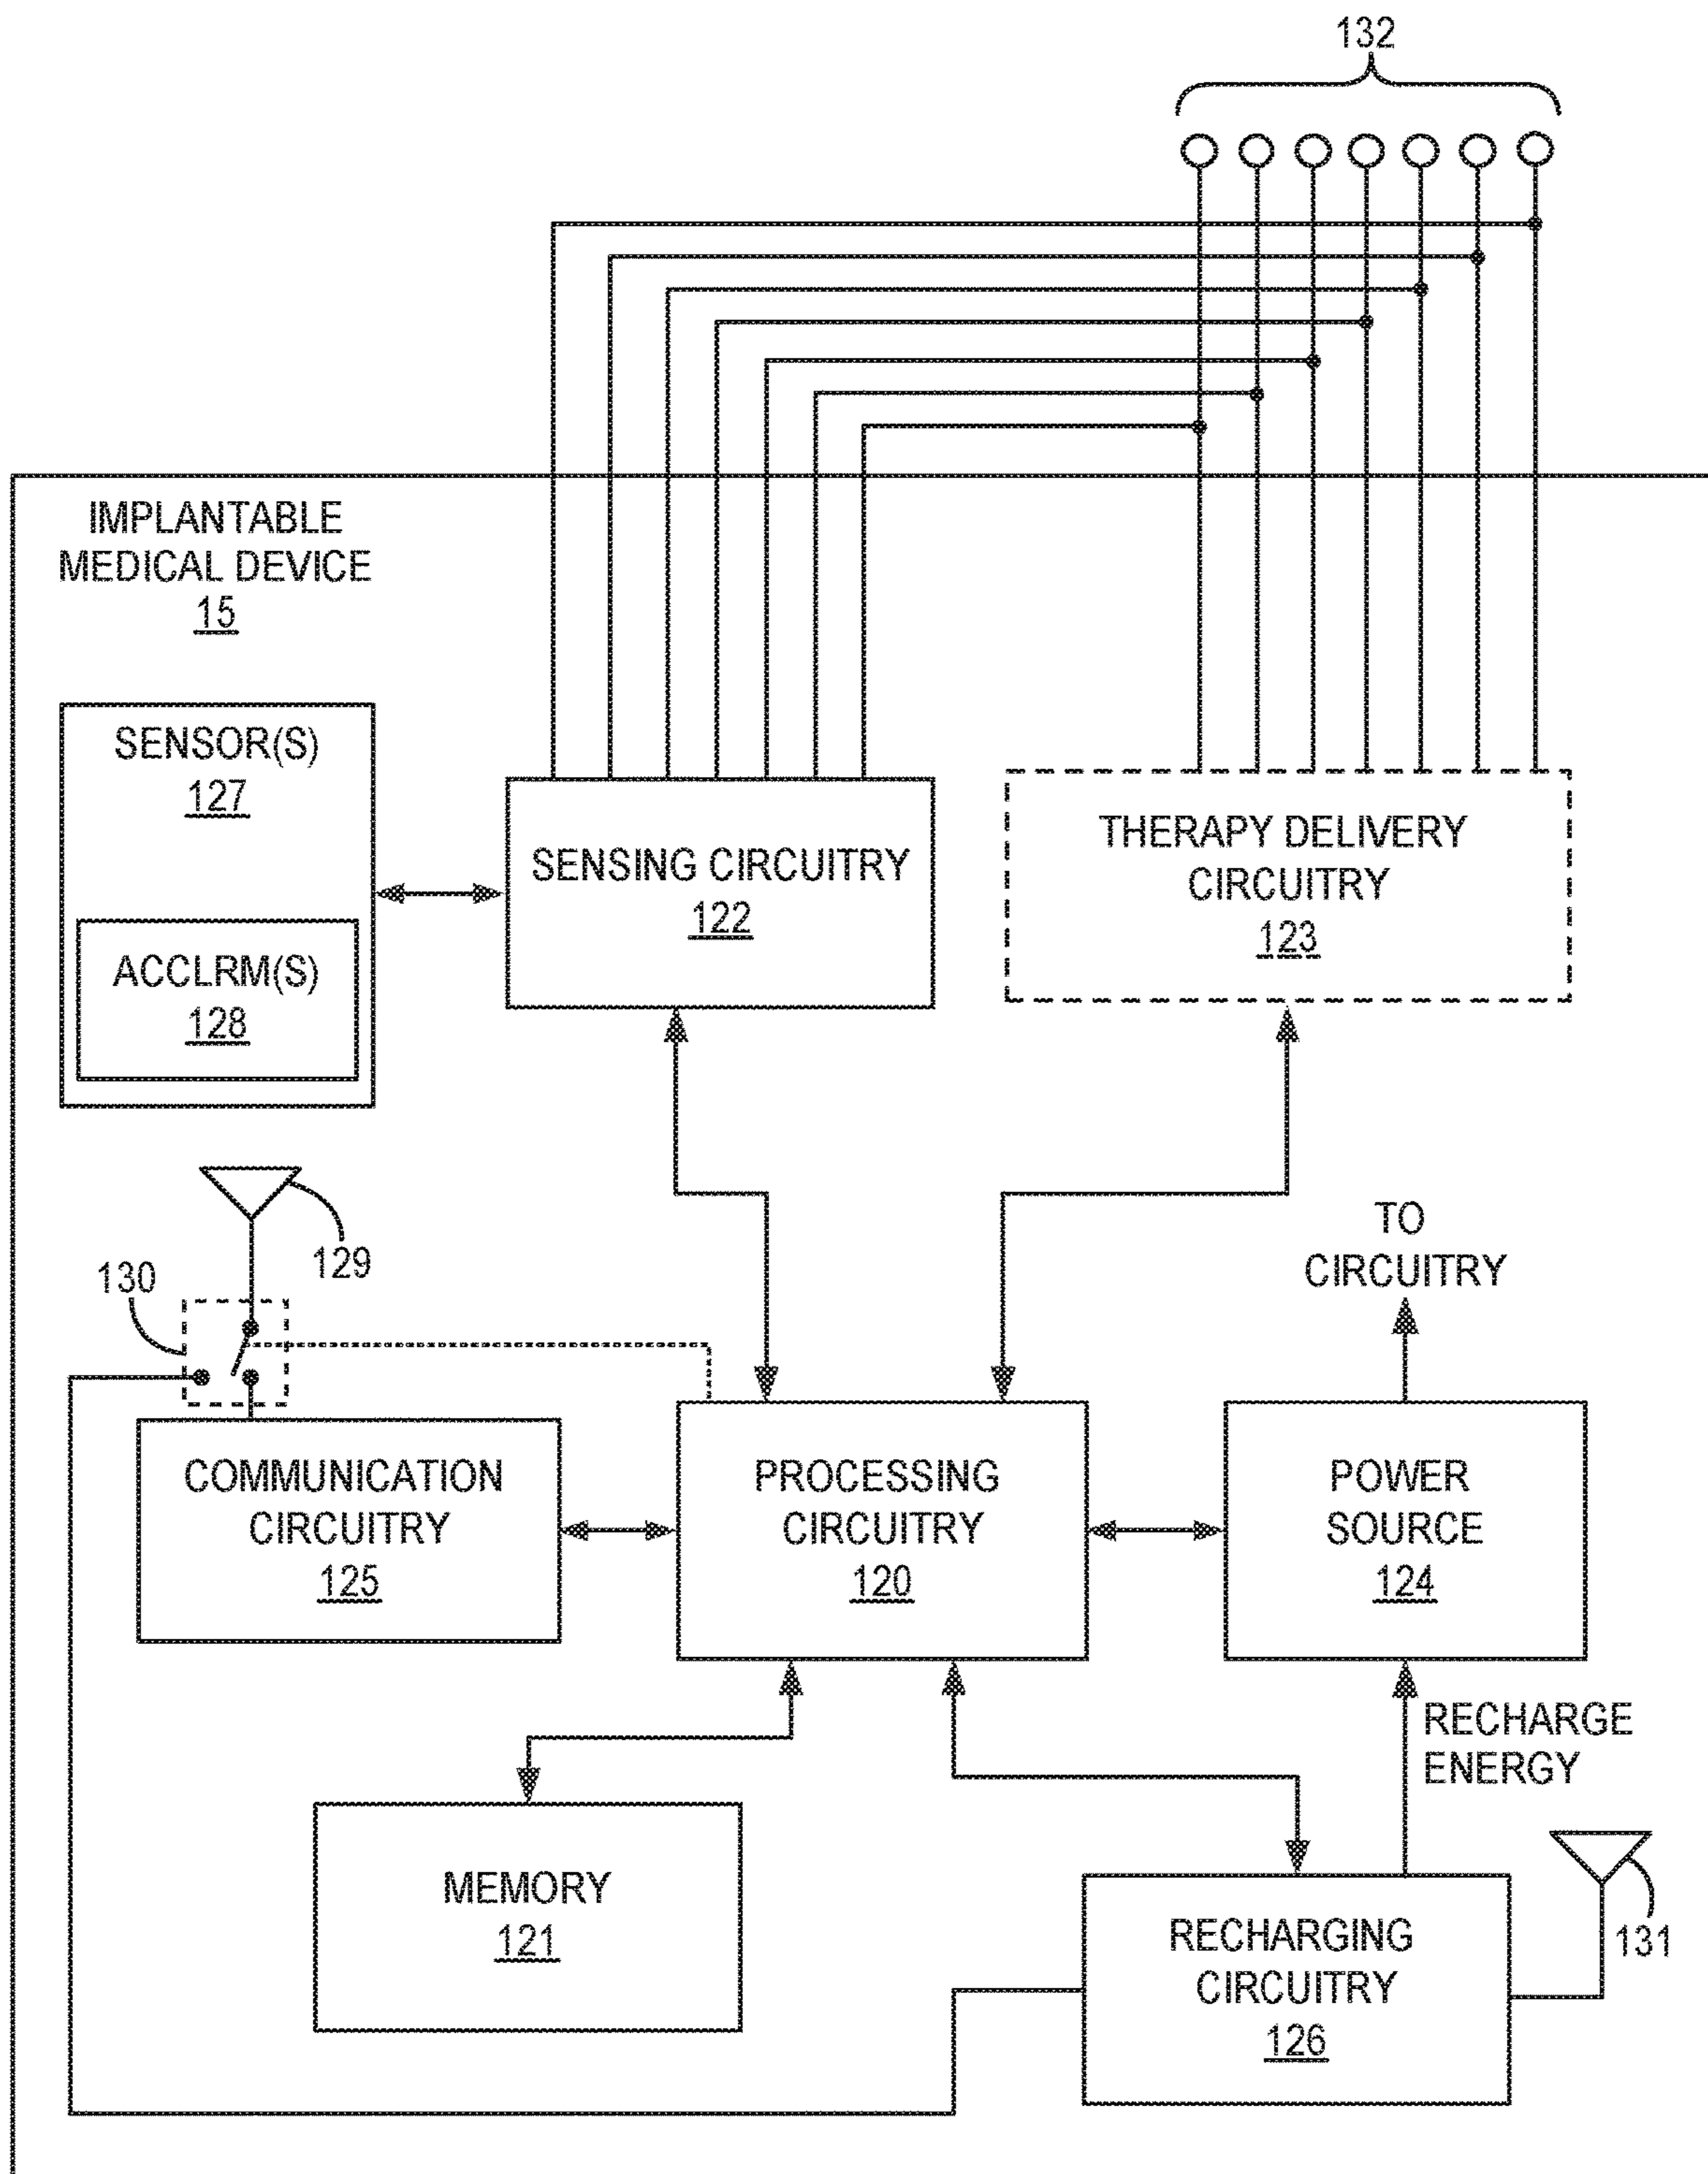 132
IMPLANTABLE
MEDICAL DEVICE
15
SENSOR(S)
127
ACCLRM(S)
128
SENSING CIRCUITRY
122
THERAPY DELIVERY
CIRCUITRY
123
129
130
TO
CIRCUITRY
COMMUNICATION
CIRCUITRY
125
PROCESSING
CIRCUITRY
120
POWER
SOURCE
124
RECHARGE
ENERGY
MEMORY
121
RECHARGING
CIRCUITRY
126
131